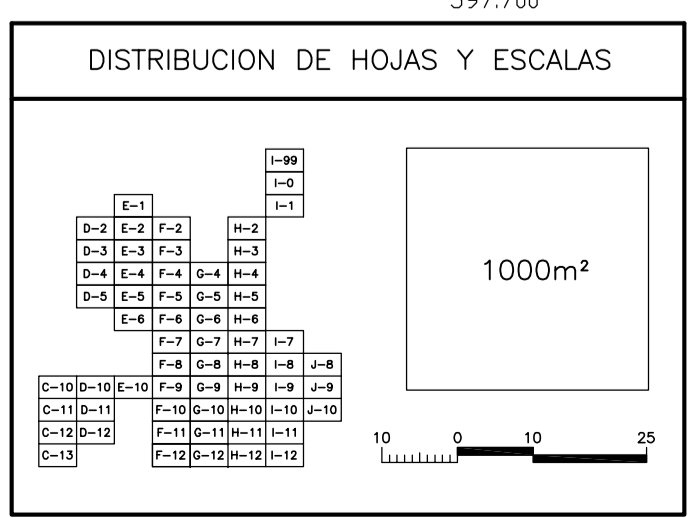 597.700
DISTRIBUCION DE HOJAS Y ESCALAS
I-99
I-0
E-1 I-1
D-2 E-2 F-2 H-2
D-3 E-3 F-3 H-3
D-4 E-4 F-4 G-4 H-4
1000m²
D-5 E-5 F-5 G-5 H-5
E-6 F-6 G-6 H-6
F-7 G-7 H-7 I-7
F-8 G-8 H-8 I-8 J-8
C-10 D-10 E-10 F-9 G-9 H-9 I-9 J-9
C-11 D-11 F-10 G-10 H-10 I-10 J-10
C-12 D-12 F-11 G-11 H-11 I-11
C-13 F-12 G-12 H-12 I-12
10 0 10 25